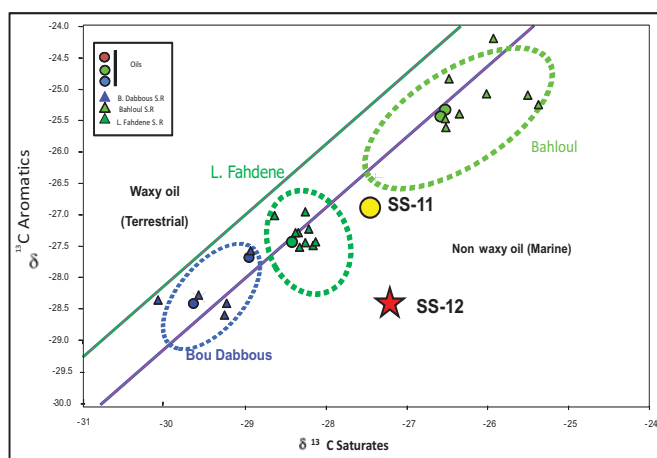 -24.0
-25.0
-25.5
-26.0
-26.5
-27.0
-27.5
-28.0
-28.5
-29.0
-29.5
-30.0
δ ¹³ C Aromatics
Oils
B. Dabbous S.R
Bahloul S.R
L. Fahdene S. R
Waxy oil
(Terrestrial)
L. Fahdene
Bahloul
SS-11
Non waxy oil (Marine)
SS-12
Bou Dabbous
-31 -30 -29 -28 -27 -26 -25 -24
δ ¹³ C Saturates